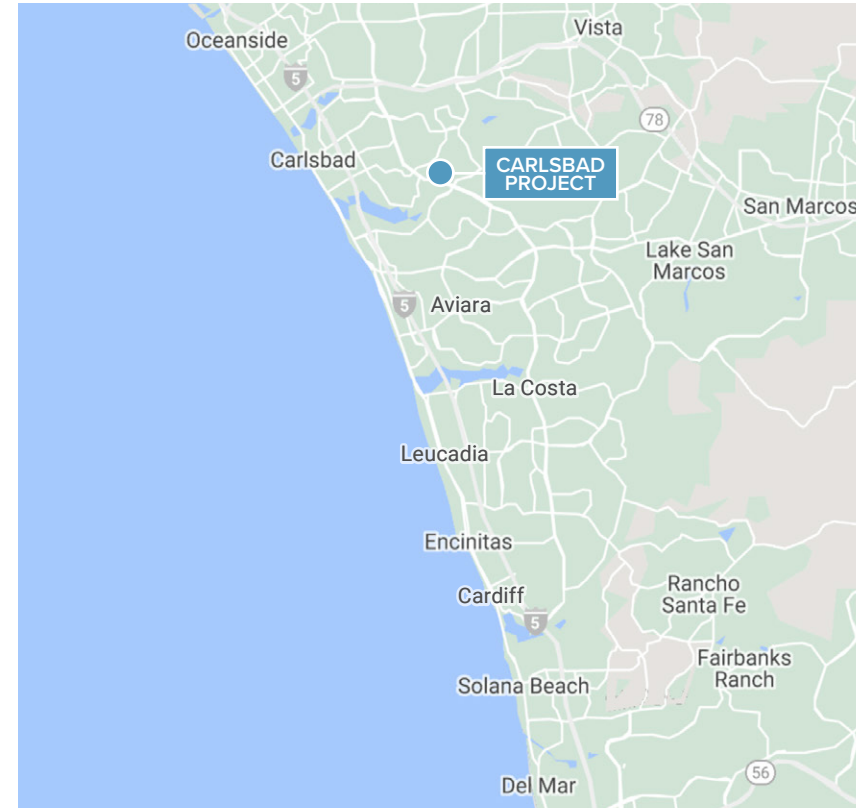 Oceanside
Vista
5
78
Carlsbad
CARLSBAD
PROJECT
San Marcos
Lake San
Marcos
5
Aviara
La Costa
Leucadia
Encinitas
Cardiff
Rancho
Santa Fe
5
Fairbanks
Ranch
Solana Beach
56
Del Mar